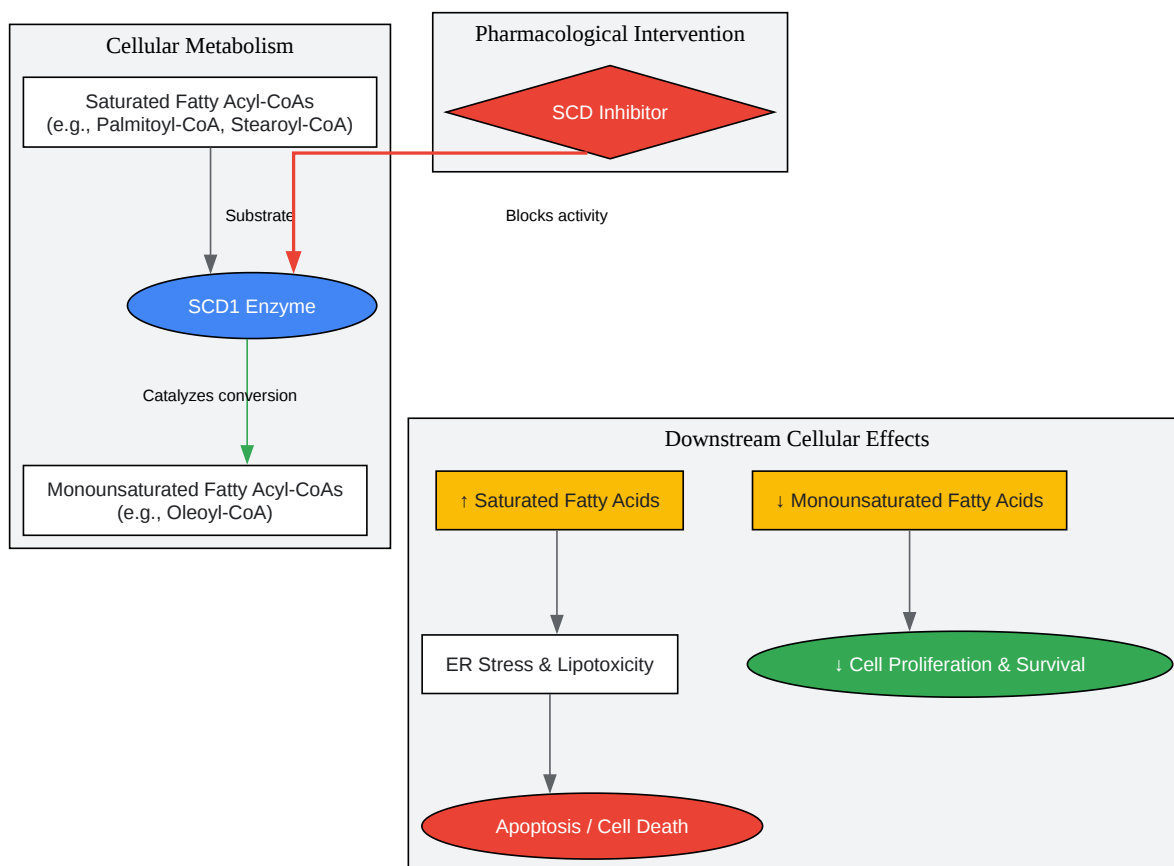 Cellular Metabolism
Saturated Fatty Acyl-CoAs
(e.g., Palmitoyl-CoA, Stearoyl-CoA)
Substrate
SCD1 Enzyme
Catalyzes conversion
Monounsaturated Fatty Acyl-CoAs
(e.g., Oleoyl-CoA)
Pharmacological Intervention
SCD Inhibitor
Blocks activity
Downstream Cellular Effects
↑ Saturated Fatty Acids
↓ Monounsaturated Fatty Acids
ER Stress & Lipotoxicity
↓ Cell Proliferation & Survival
Apoptosis / Cell Death